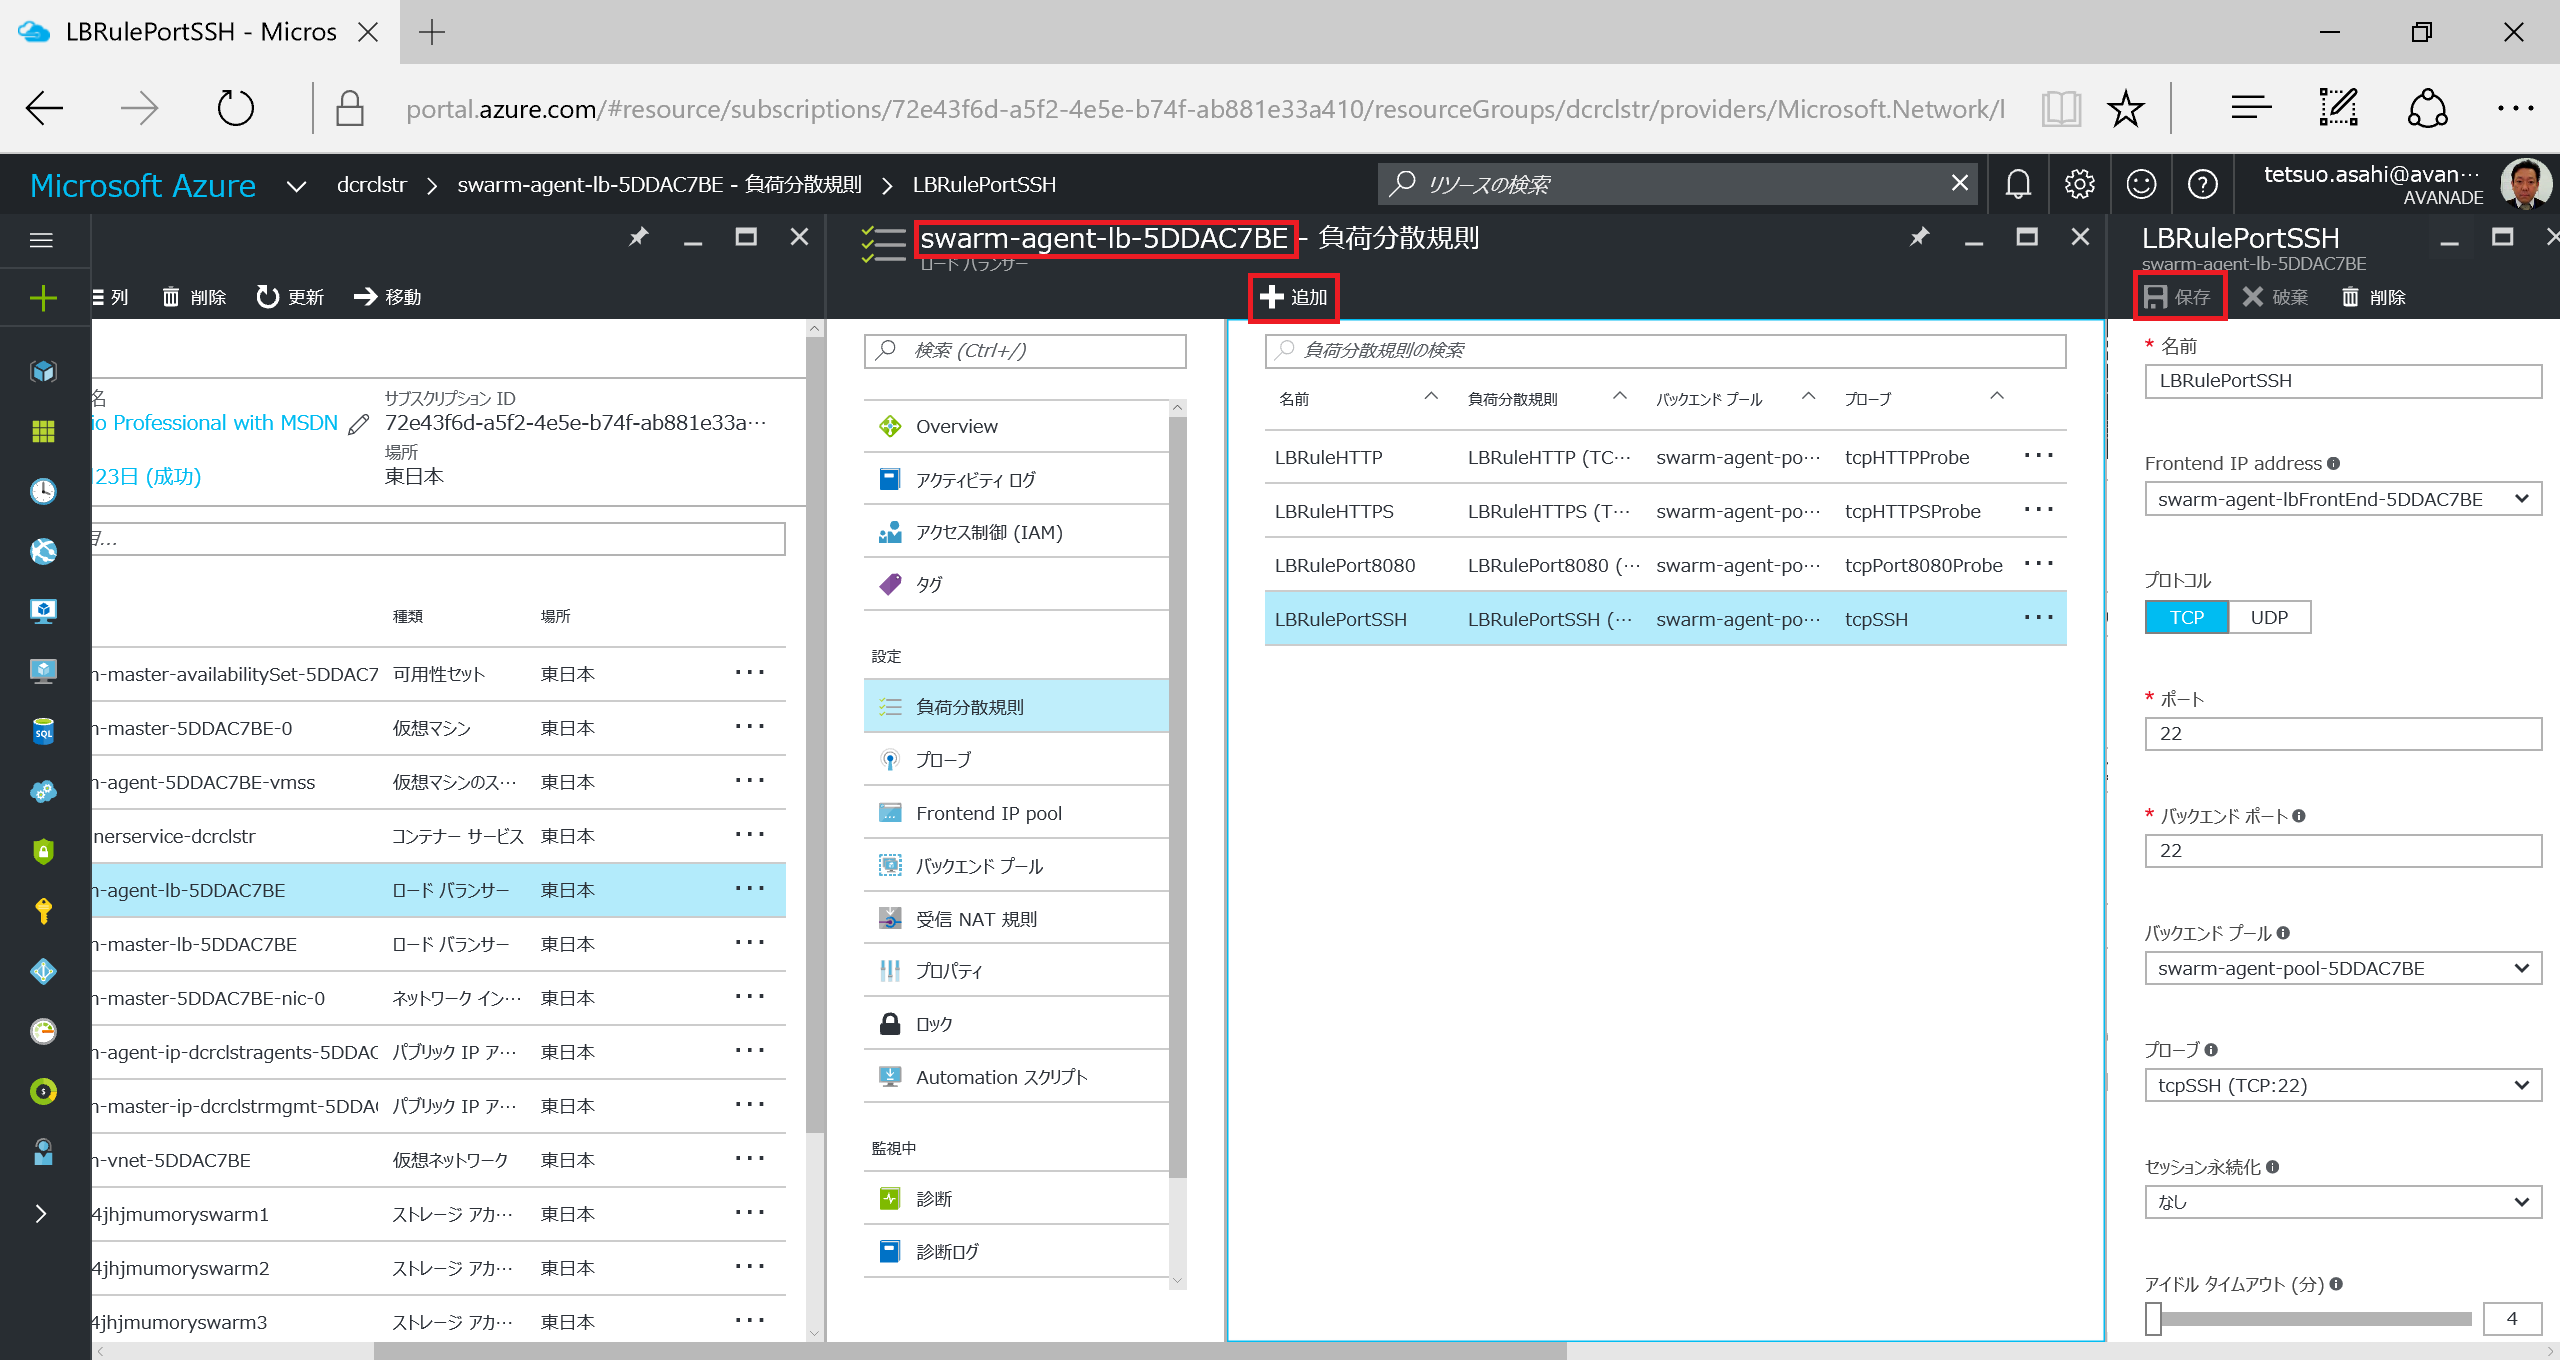 LBRulePortSSH - Micros
portal.azure.com/#resource/subscriptions/72e43f6d-a5f2-4e5e-b74f-ab881e33a410/resourceGroups/dcrclstr/providers/Microsoft.Network/l
Microsoft Azure dcrclstr swarm-agent-lb-5DDAC7BE - 負荷分散規則 LBRulePortSSH
リソースの検索
tetsuo.asahi@avan···
AVANADE
列 削除 更新 移動
名 サブスクリプション ID
io Professional with MSDN 72e43f6d-a5f2-4e5e-b74f-ab881e33a···
場所
23日 (成功) 東日本
種類 場所
-master-availabilitySet-5DDAC7 可用性セット 東日本 ···
-master-5DDAC7BE-0 仮想マシン 東日本 ···
-agent-5DDAC7BE-vmss 仮想マシンのス··· 東日本 ···
nerservice-dcrclstr コンテナー サービス 東日本 ···
-agent-lb-5DDAC7BE ロード バランサー 東日本 ···
-master-lb-5DDAC7BE ロード バランサー 東日本 ···
-master-5DDAC7BE-nic-0 ネットワーク イン··· 東日本 ···
-agent-ip-dcrclstragents-5DDAC パブリック IP ア··· 東日本 ···
-master-ip-dcrclstrmgmt-5DDA パブリック IP ア··· 東日本 ···
-vnet-5DDAC7BE 仮想ネットワーク 東日本 ···
4jhjmumoryswarm1 ストレージ アカ··· 東日本 ···
4jhjmumoryswarm2 ストレージ アカ··· 東日本 ···
4jhjmumoryswarm3 ストレージ アカ··· 東日本 ···
swarm-agent-lb-5DDAC7BE - 負荷分散規則
ロード バランサー
追加
検索 (Ctrl+/)
Overview
アクティビティ ログ
アクセス制御 (IAM)
タグ
設定
負荷分散規則
プローブ
Frontend IP pool
バックエンド プール
受信 NAT 規則
プロパティ
ロック
Automation スクリプト
監視中
診断
診断ログ
負荷分散規則の検索
名前 負荷分散規則 バックエンド プール プローブ
LBRuleHTTP LBRuleHTTP (TC··· swarm-agent-po··· tcpHTTPProbe ···
LBRuleHTTPS LBRuleHTTPS (T··· swarm-agent-po··· tcpHTTPSProbe ···
LBRulePort8080 LBRulePort8080 (··· swarm-agent-po··· tcpPort8080Probe ···
LBRulePortSSH LBRulePortSSH (··· swarm-agent-po··· tcpSSH ···
LBRulePortSSH
swarm-agent-lb-5DDAC7BE
保存 破棄 削除
* 名前
LBRulePortSSH
Frontend IP address
swarm-agent-lbFrontEnd-5DDAC7BE
プロトコル
TCP UDP
* ポート
22
* バックエンド ポート
22
バックエンド プール
swarm-agent-pool-5DDAC7BE
プローブ
tcpSSH (TCP:22)
セッション永続化
なし
アイドル タイムアウト (分)
4